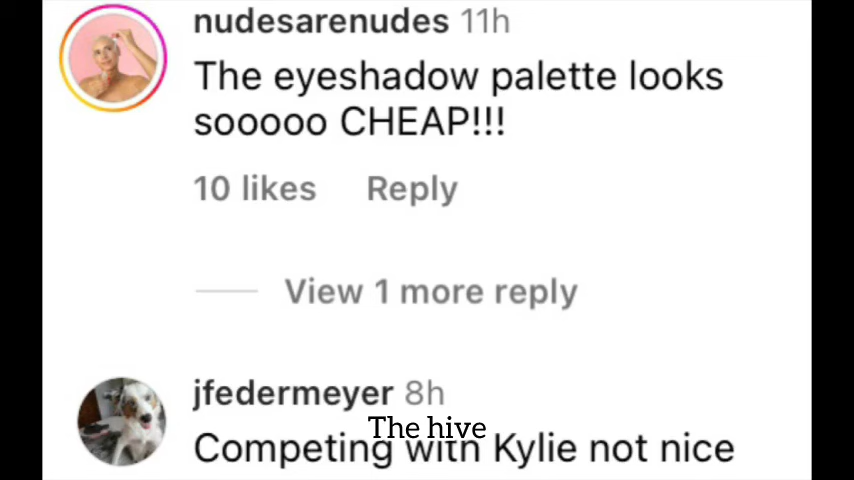 nudesarenudes 11h
The eyeshadow palette looks
sooooo CHEAP!!!
10 likes Reply
View 1 more reply
jfedermeyer 8h
The hive
Competing with Kylie not nice